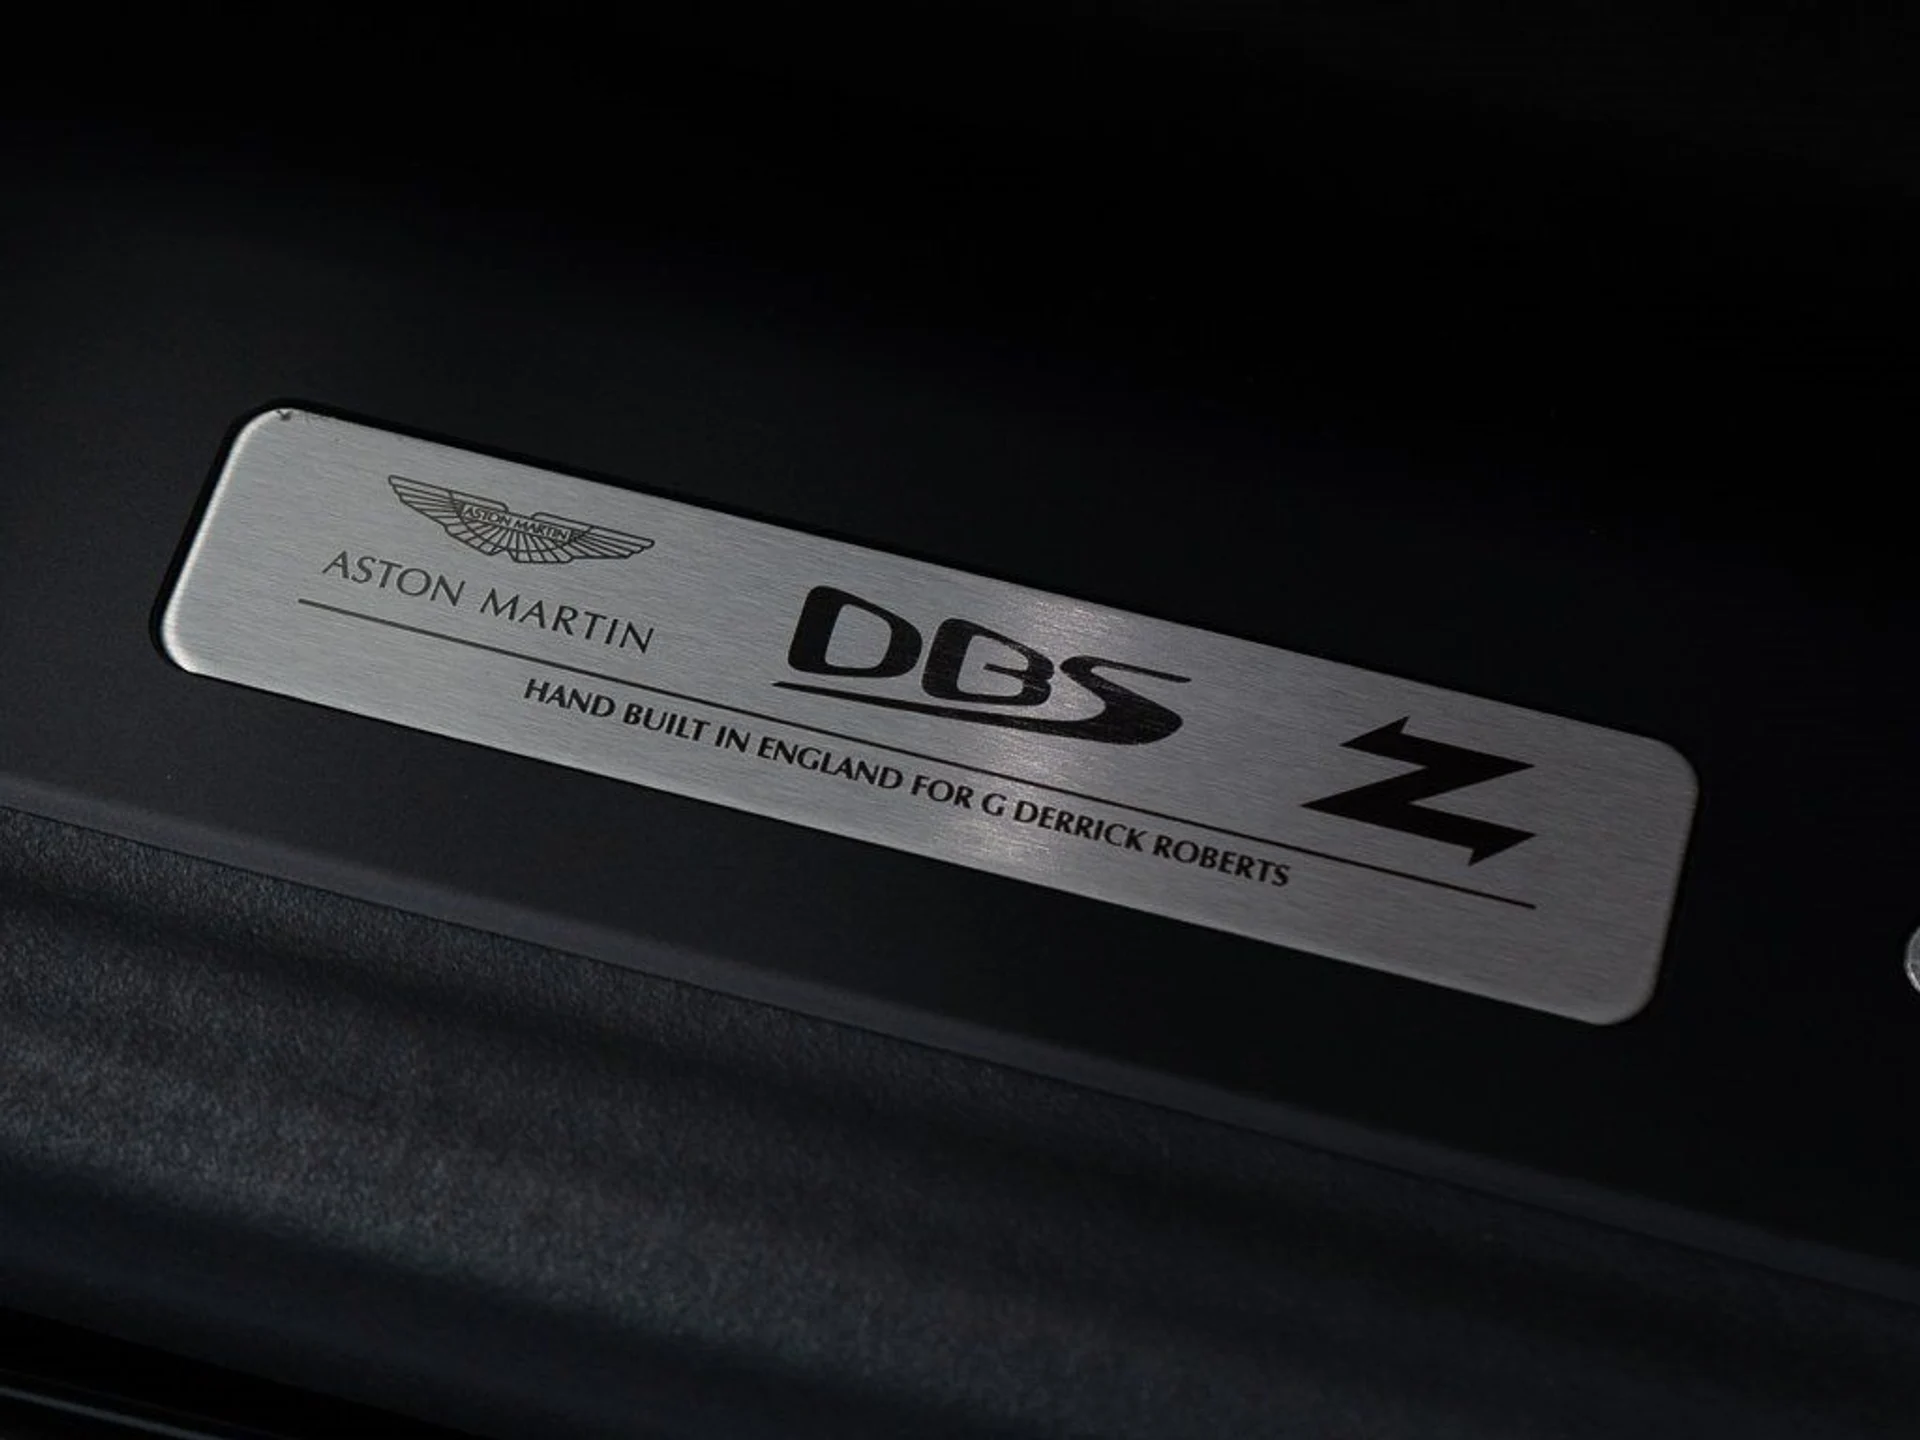 ASTON MARTIN
ASTON MARTIN
DBS
Z
HAND BUILT IN ENGLAND FOR G DERRICK ROBERTS